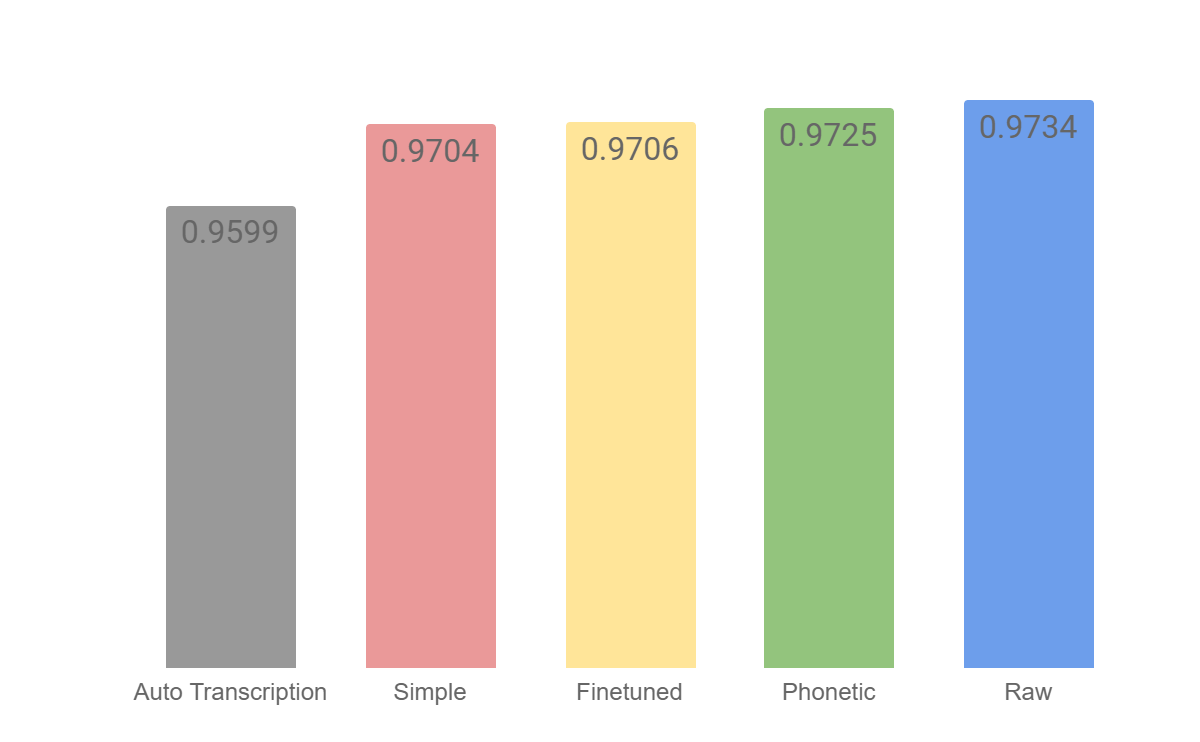 0.9599
0.9704
0.9706
0.9725
0.9734
Auto Transcription
Simple
Finetuned
Phonetic
Raw